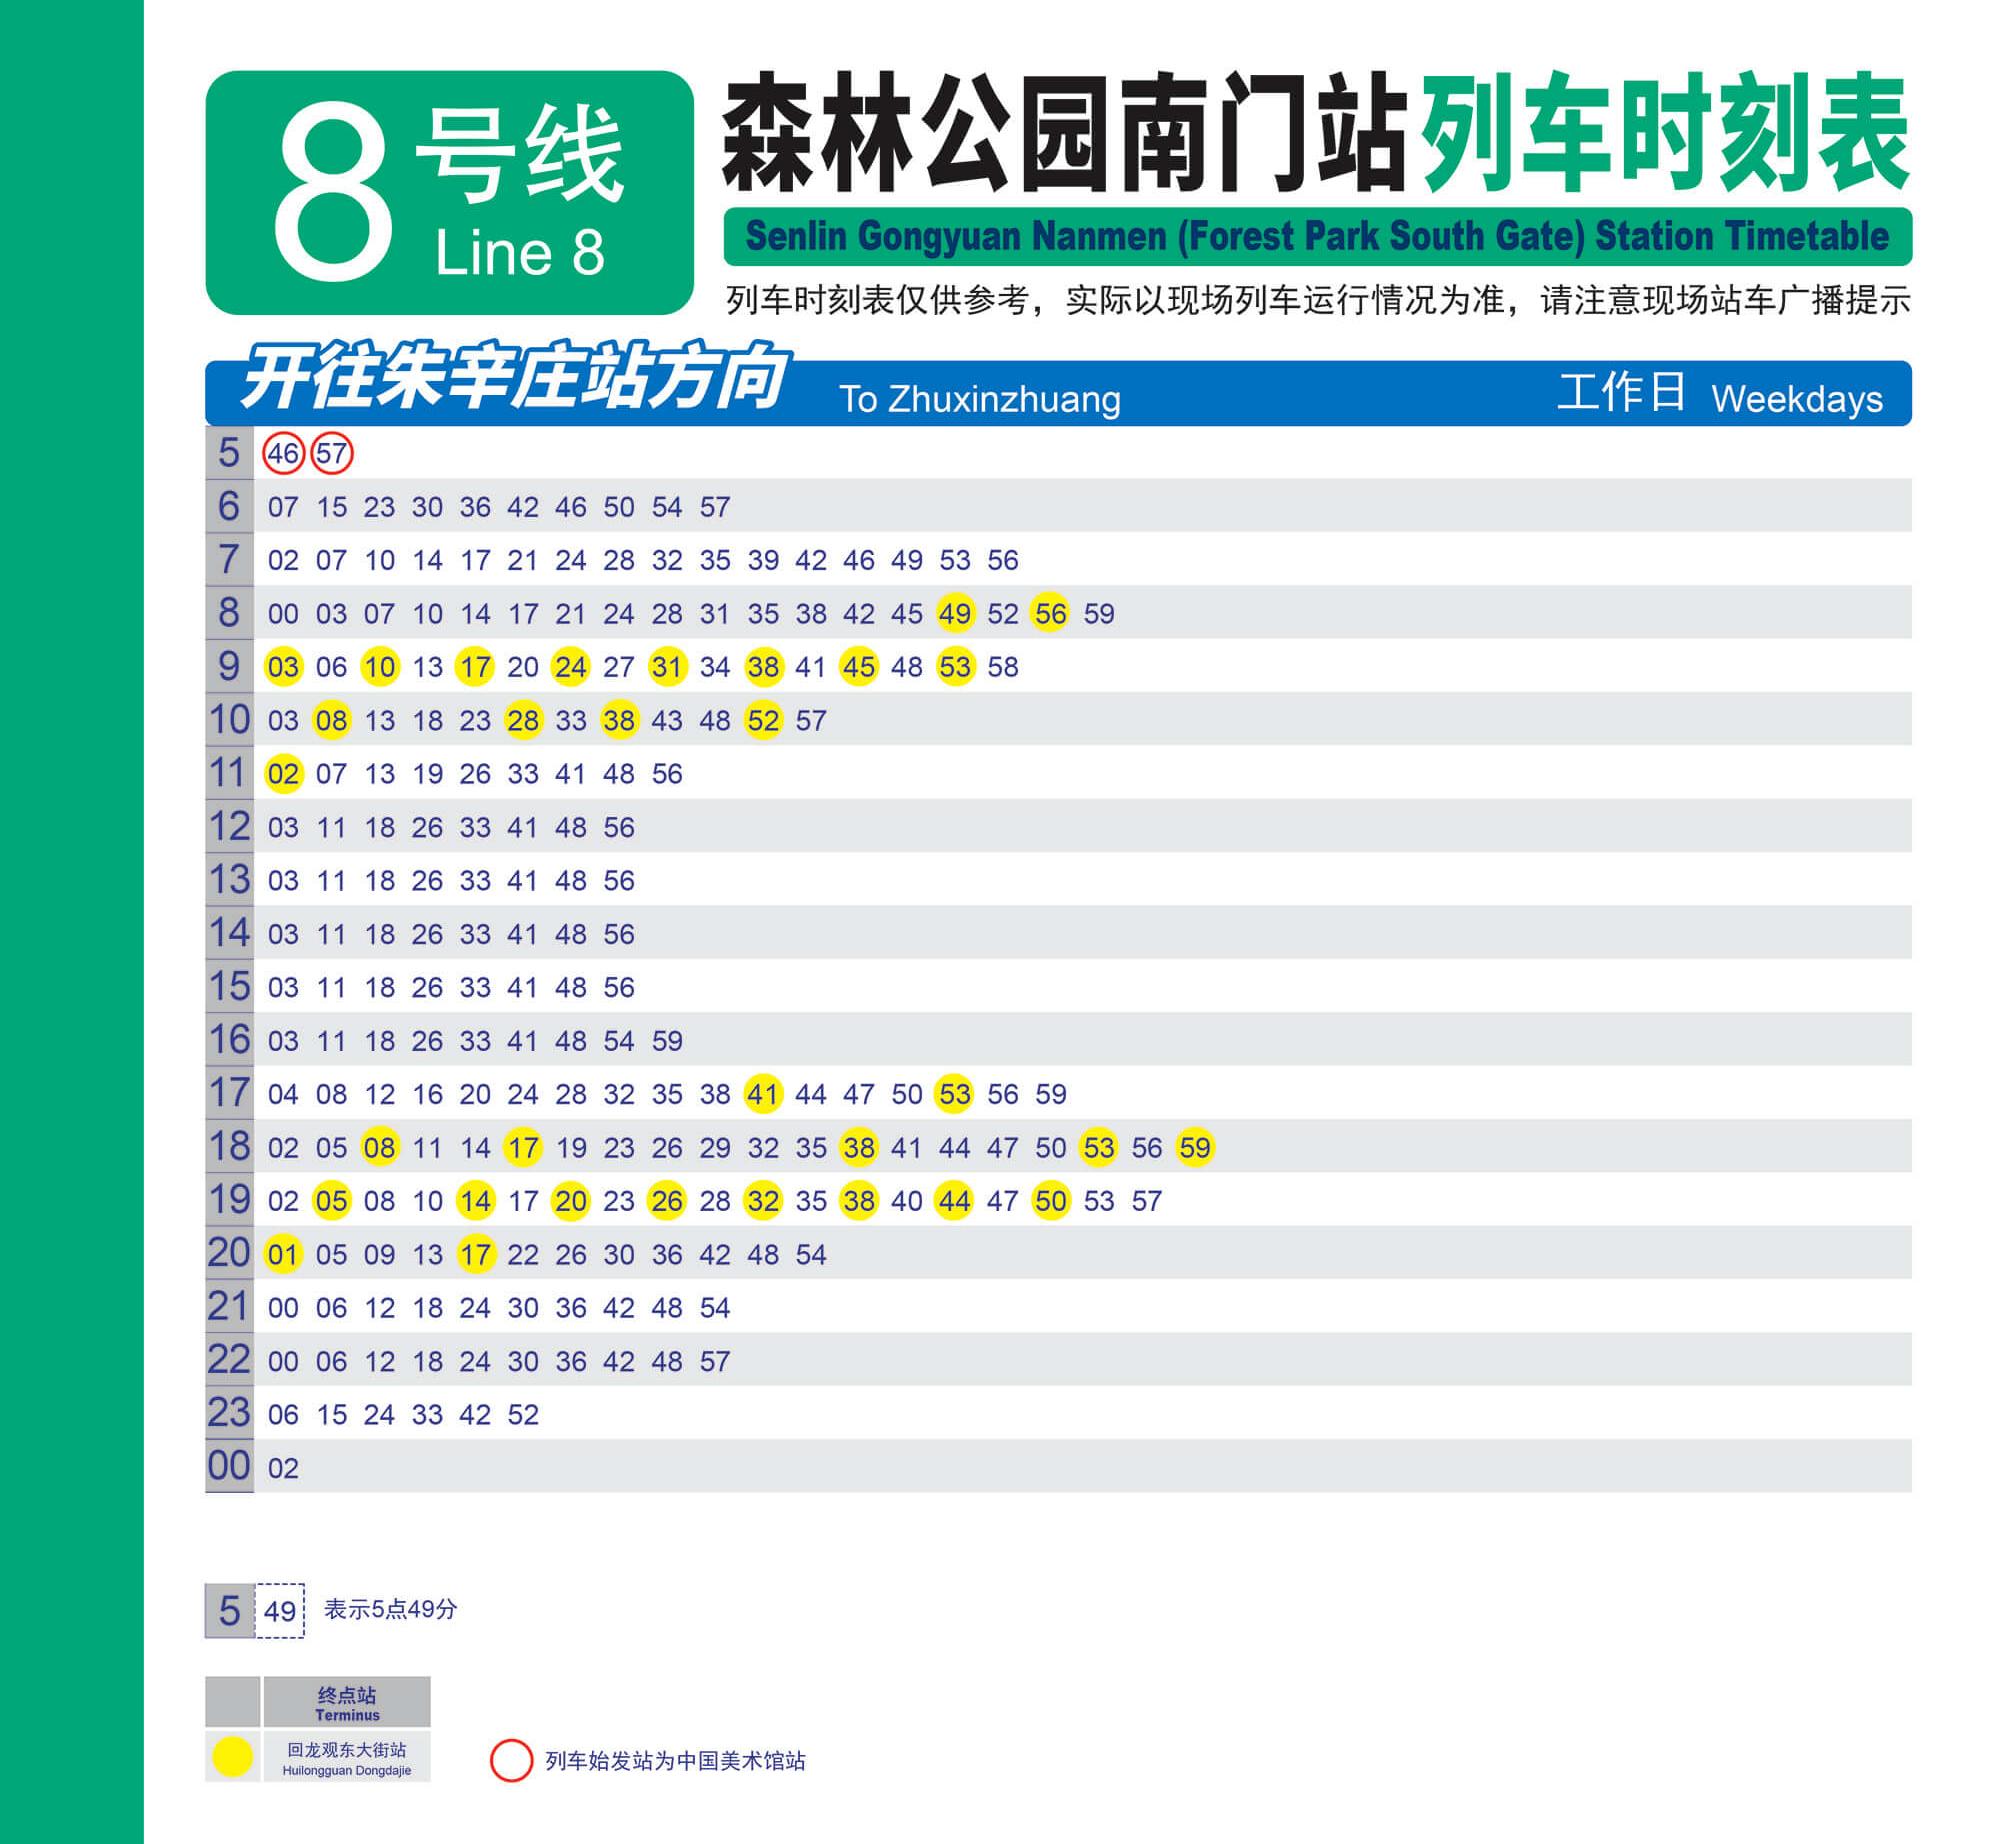 8号线
Line 8
森林公园南门站列车时刻表
Senlin Gongyuan Nanmen (Forest Park South Gate) Station Timetable
列车时刻表仅供参考，实际以现场列车运行情况为准，请注意现场站车广播提示
开往朱辛庄站方向 To Zhuxinzhuang 工作日 Weekdays
5 46 57
6 07 15 23 30 36 42 46 50 54 57
7 02 07 10 14 17 21 24 28 32 35 39 42 46 49 53 56
8 00 03 07 10 14 17 21 24 28 31 35 38 42 45 49 52 56 59
9 03 06 10 13 17 20 24 27 31 34 38 41 45 48 53 58
10 03 08 13 18 23 28 33 38 43 48 52 57
11 02 07 13 19 26 33 41 48 56
12 03 11 18 26 33 41 48 56
13 03 11 18 26 33 41 48 56
14 03 11 18 26 33 41 48 56
15 03 11 18 26 33 41 48 56
16 03 11 18 26 33 41 48 54 59
17 04 08 12 16 20 24 28 32 35 38 41 44 47 50 53 56 59
18 02 05 08 11 14 17 19 23 26 29 32 35 38 41 44 47 50 53 56 59
19 02 05 08 10 14 17 20 23 26 28 32 35 38 40 44 47 50 53 57
20 01 05 09 13 17 22 26 30 36 42 48 54
21 00 06 12 18 24 30 36 42 48 54
22 00 06 12 18 24 30 36 42 48 57
23 06 15 24 33 42 52
00 02
5 49 表示5点49分
终点站
Terminus
回龙观东大街站
Huilongguan Dongdajie
列车始发站为中国美术馆站